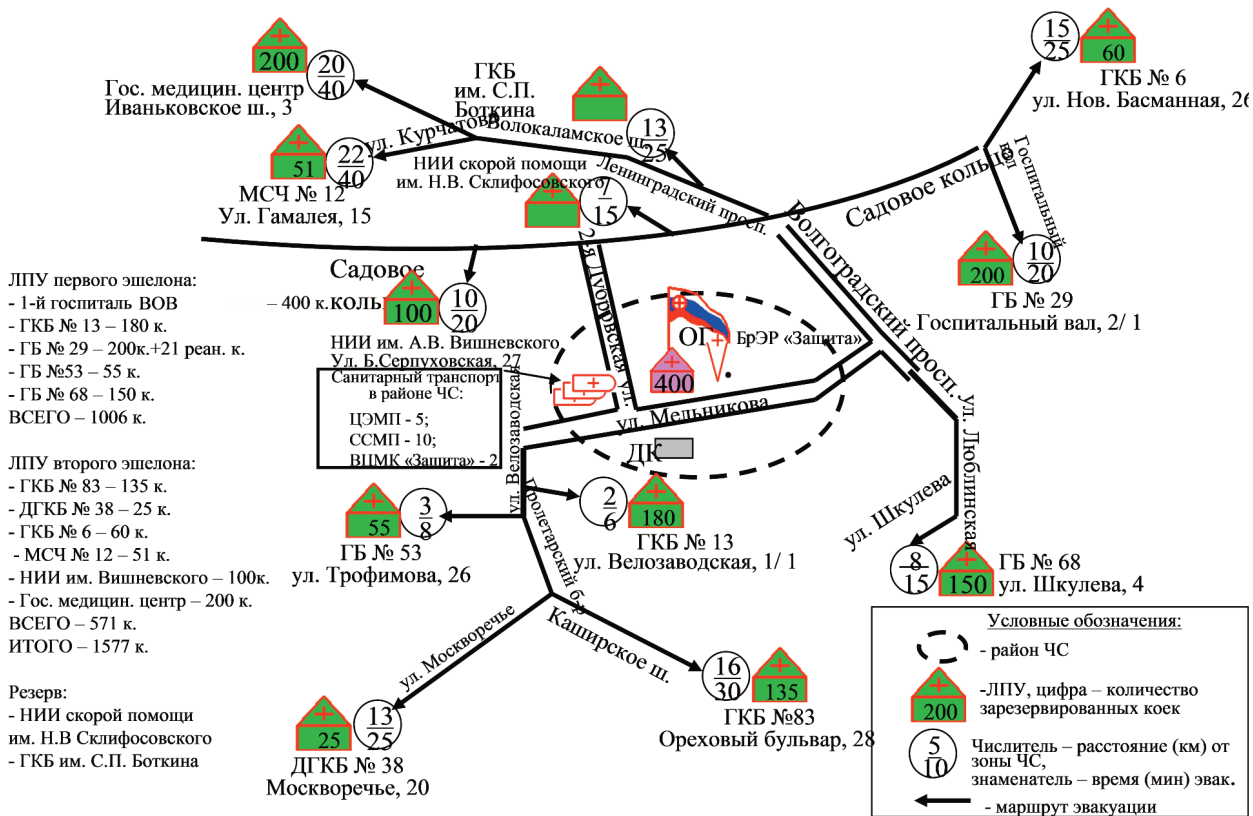 200
20
40
Гос. медицин. центр
Иваньковское ш., 3
ГКБ
им. С.П.
Боткина
15
25
60
ГКБ № 6
ул. Нов. Басманная, 26
ул. Курчатова
Волокаламское ш.
13
25
51
22
40
МСЧ № 12
Ул. Гамалея, 15
НИИ скорой помощи
им. Н.В. Склифосовского
7
15
Ленинградский просп.
Садовое кольцо
Госпитальный
вал
200
10
20
ГБ № 29
Госпитальный вал, 2/ 1
Садовое
кольцо
100
10
20
НИИ им. А.В. Вишневского
Ул. Б.Серпуховская, 27
2-я Дубровская ул.
Волгоградский просп.
ОГ
БрЭР «Защита»
400
Санитарный транспорт
в районе ЧС:
ЦЭМП - 5;
ССМП - 10;
ВЦМК «Защита» - 2
ул. Велозаводская
ул. Мельникова
ДК
ул. Люблинская
ул. Шкулева
ЛПУ первого эшелона:
- 1-й госпиталь ВОВ – 400 к.
- ГКБ № 13 – 180 к.
- ГБ № 29 – 200к.+21 реан. к.
- ГБ №53 – 55 к.
- ГБ № 68 – 150 к.
ВСЕГО – 1006 к.
ЛПУ второго эшелона:
- ГКБ № 83 – 135 к.
- ДГКБ № 38 – 25 к.
- ГКБ № 6 – 60 к.
- МСЧ № 12 – 51 к.
- НИИ им. Вишневского – 100к.
- Гос. медицин. центр – 200 к.
ВСЕГО – 571 к.
ИТОГО – 1577 к.
Резерв:
- НИИ скорой помощи
им. Н.В Склифосовского
- ГКБ им. С.П. Боткина
55
3
8
ГБ № 53
ул. Трофимова, 26
2
6
180
ГКБ № 13
ул. Велозаводская, 1/ 1
Пролетарский б-р
8
15
150
ГБ № 68
ул. Шкулева, 4
ул. Москворечье
Каширское ш.
16
30
135
ГКБ №83
Ореховый бульвар, 28
25
13
25
ДГКБ № 38
Москворечье, 20
Условные обозначения:
- район ЧС
200
-ЛПУ, цифра – количество
зарезервированных коек
5
10
Числитель – расстояние (км) от
зоны ЧС,
знаменатель – время (мин) эвак.
- маршрут эвакуации